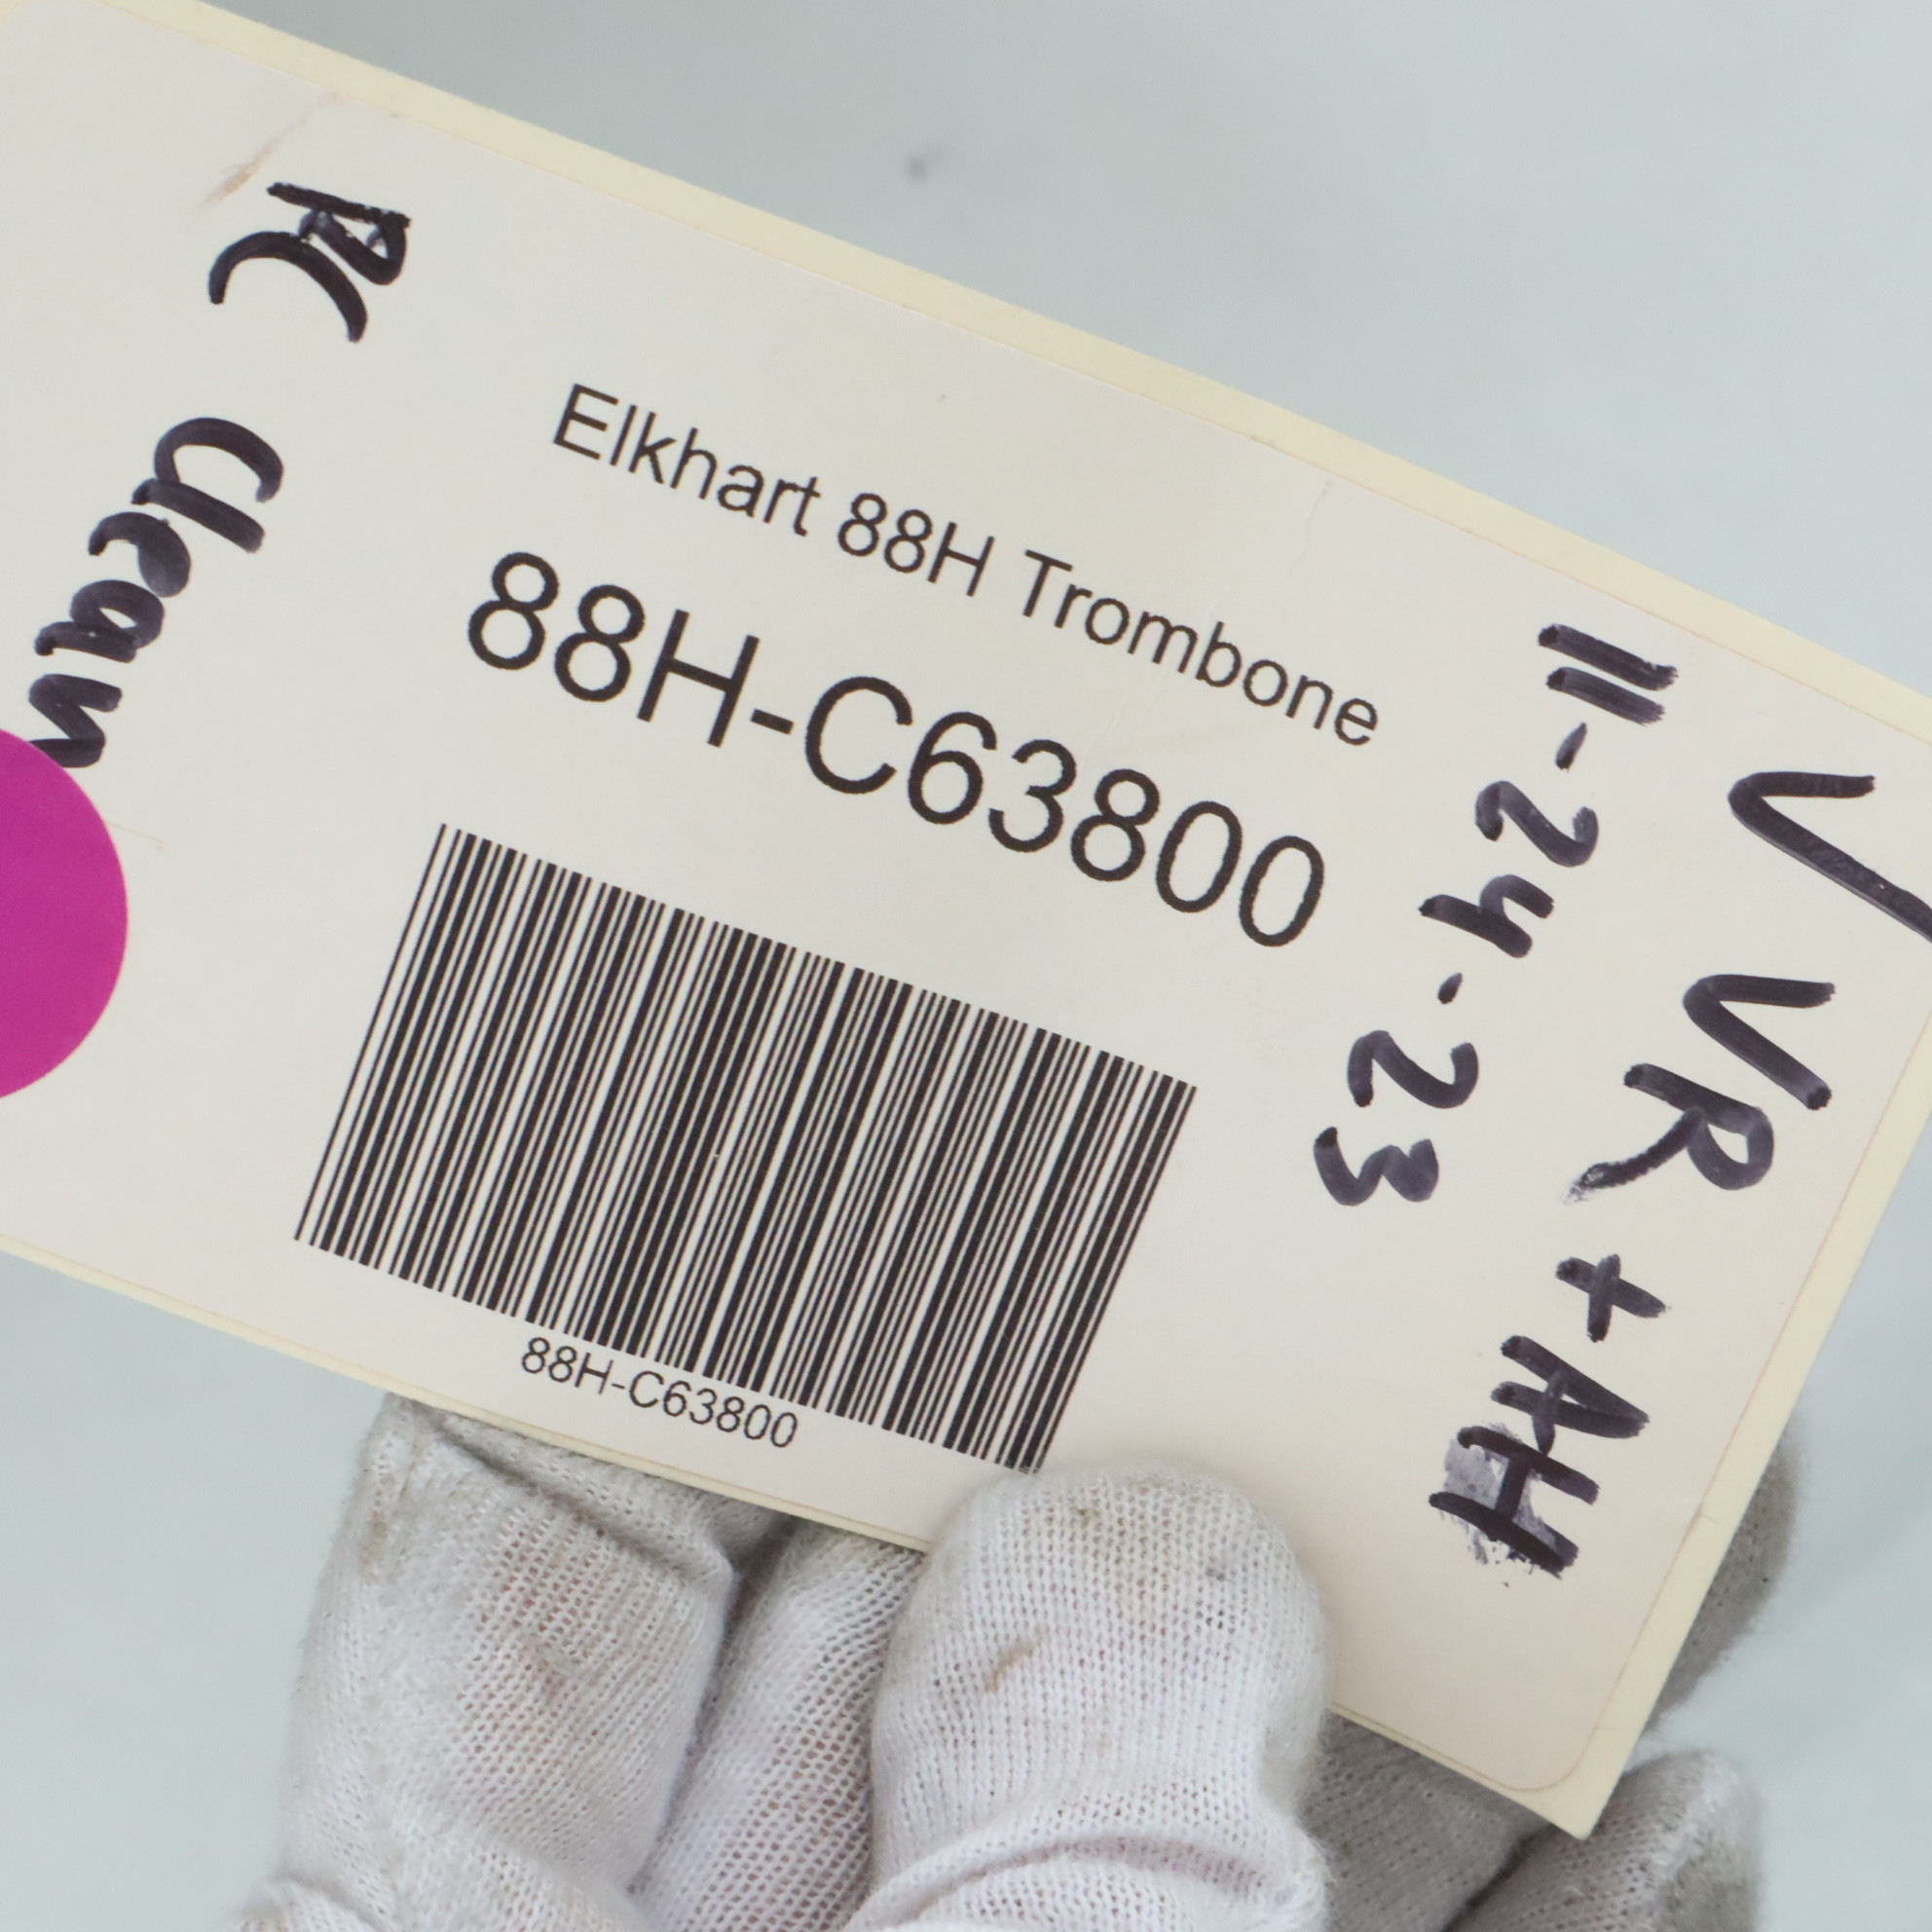 Elkhart 88H Trombone
88H-C63800
88H-C63800
V VR + AH
11-24-23
RC
Clean